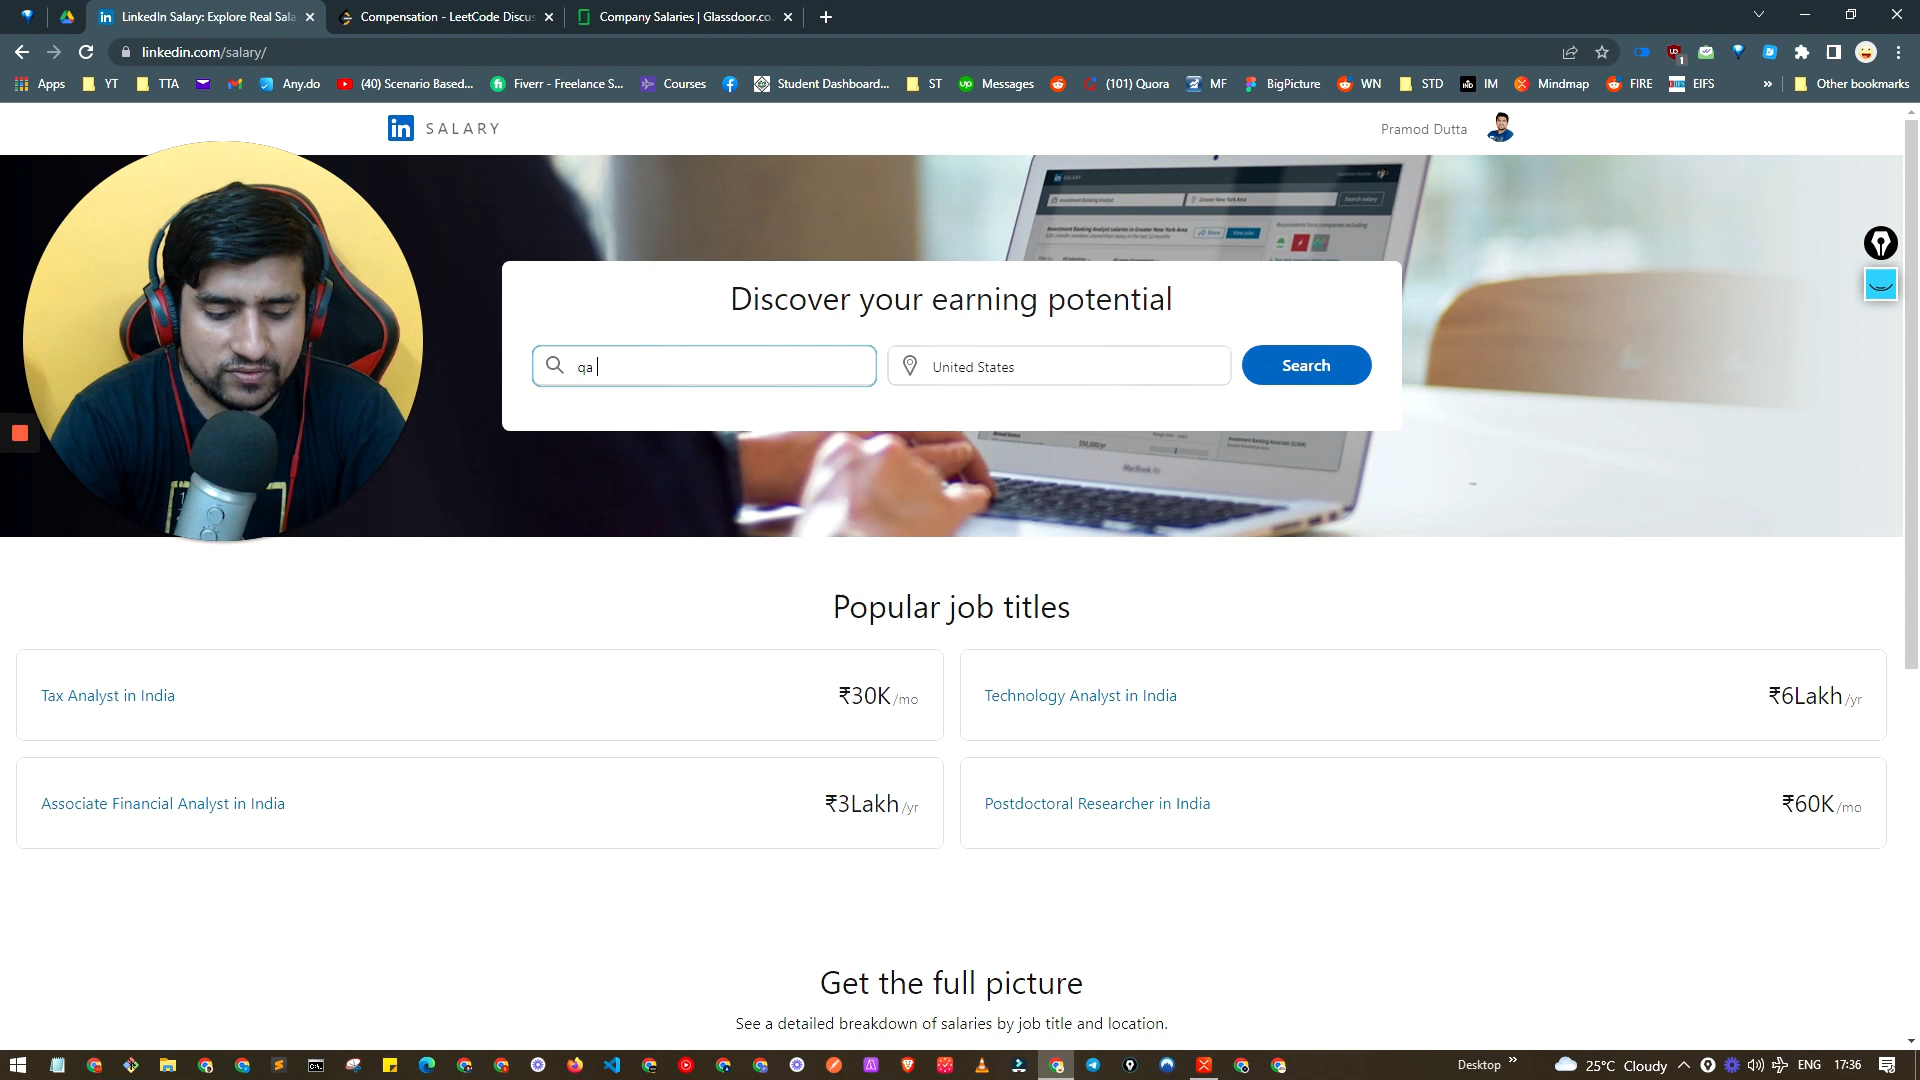 LinkedIn Salary: Explore Real Sala
Compensation - LeetCode Discus
Company Salaries | Glassdoor.co.
linkedin.com/salary/
Apps
YT
TTA
Any.do
(40) Scenario Based...
Fiverr - Freelance S...
Courses
Student Dashboard...
ST
Messages
(101) Quora
MF
BigPicture
WN
STD
IM
Mindmap
FIRE
EIFS
Other bookmarks
in SALARY
Pramod Dutta
Discover your earning potential
qa
United States
Search
Popular job titles
Tax Analyst in India
₹30K/mo
Technology Analyst in India
₹6Lakh/yr
Associate Financial Analyst in India
₹3Lakh/yr
Postdoctoral Researcher in India
₹60K/mo
Get the full picture
See a detailed breakdown of salaries by job title and location.
Desktop
25°C Cloudy
ENG
17:36